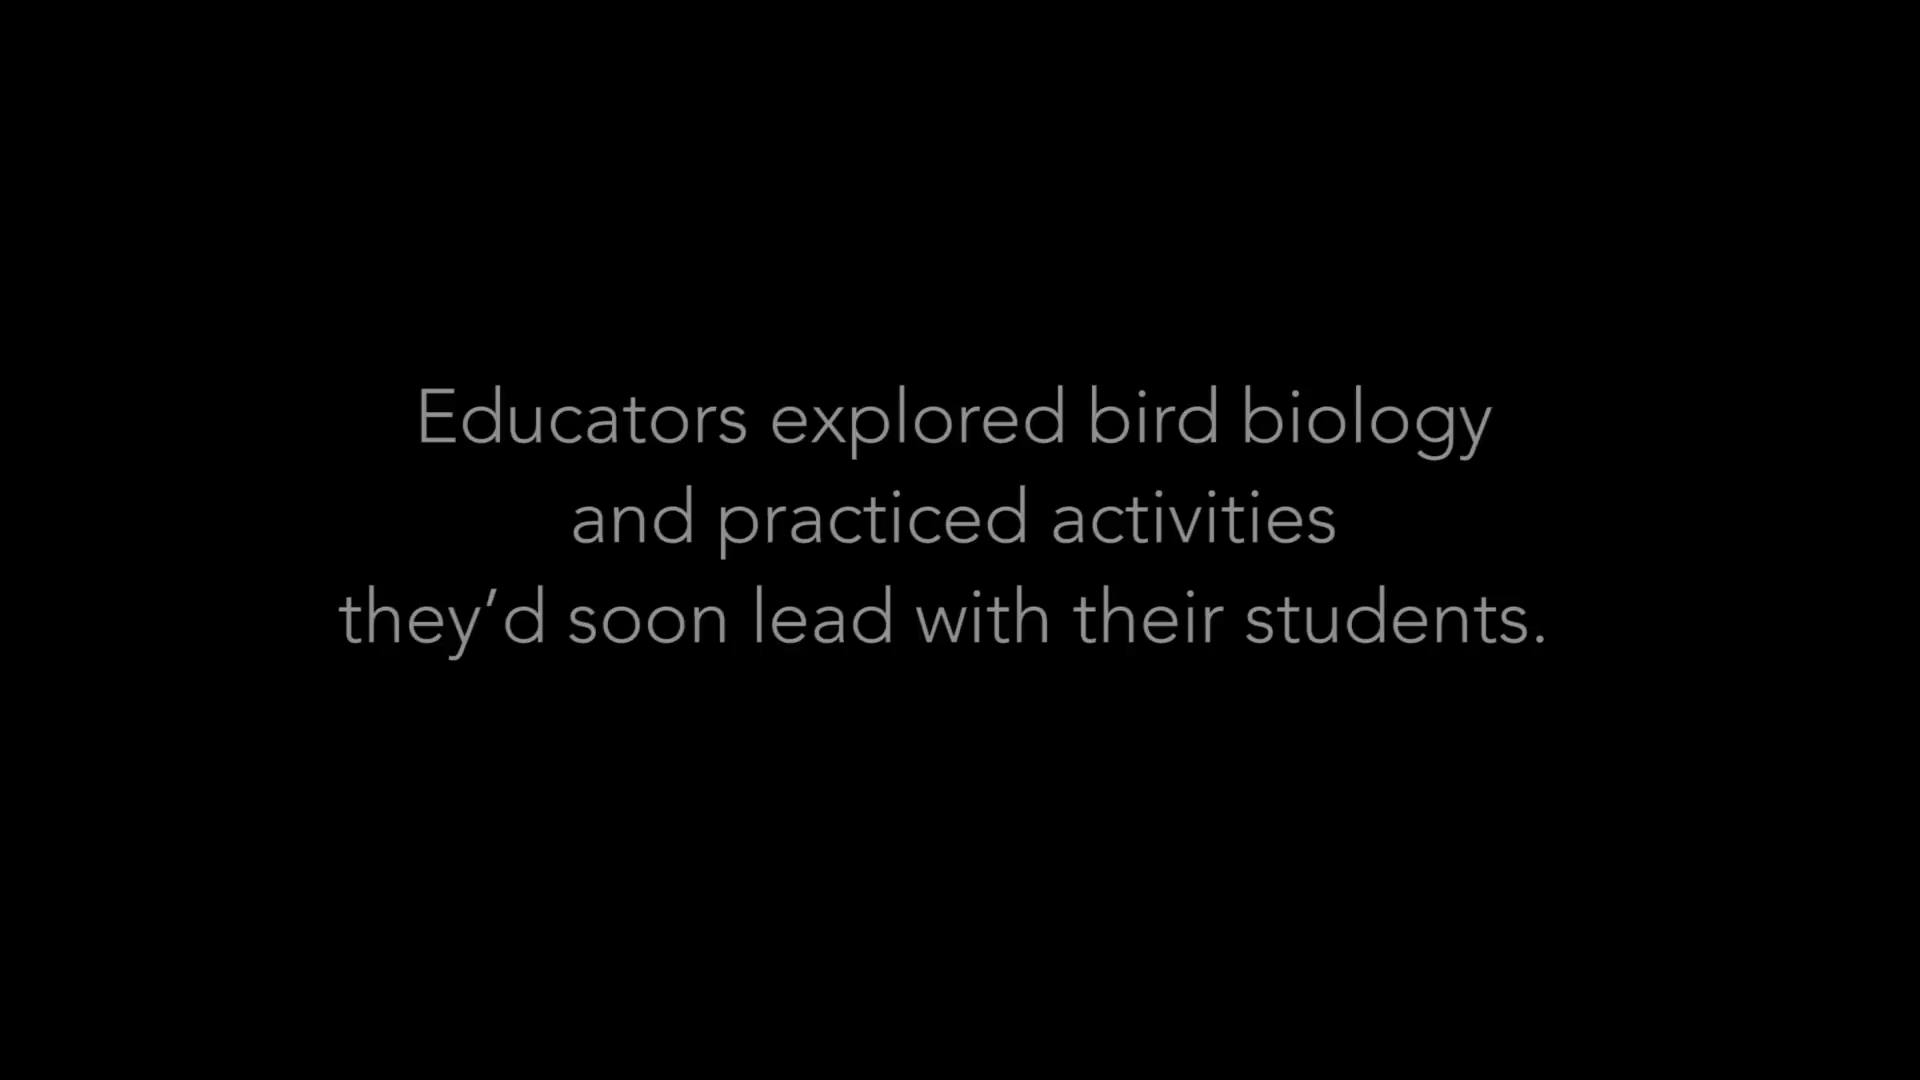 Educators explored bird biology
and practiced activities
they’d soon lead with their students.